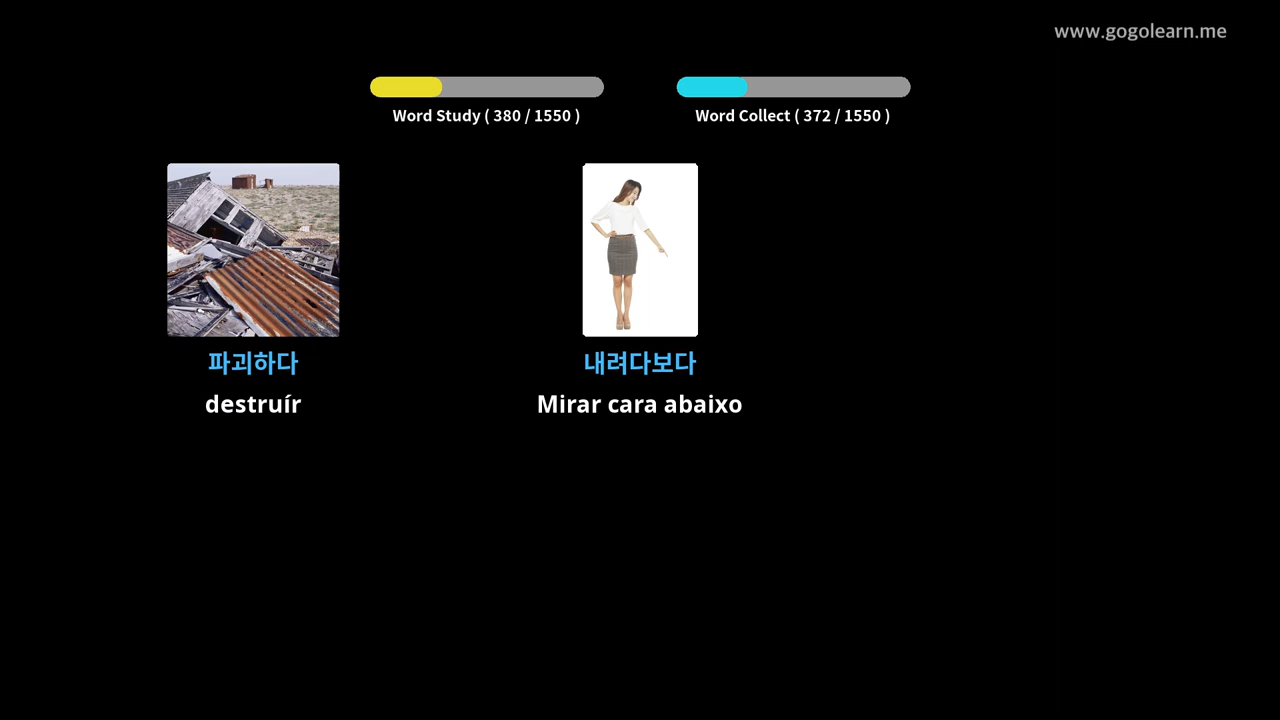 www.gogolearn.me
Word Study ( 380 / 1550 )
Word Collect ( 372 / 1550 )
파괴하다
destruír
내려다보다
Mirar cara abaixo